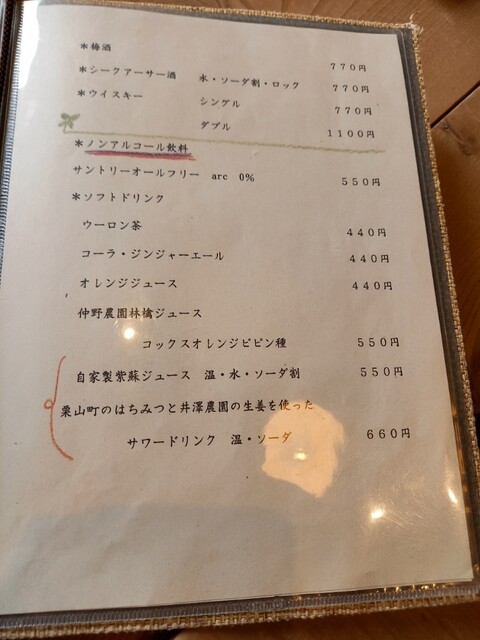 ＊梅酒 ７７０円
＊シークアーサー酒 水・ソーダ割・ロック ７７０円
＊ウイスキー シングル ７７０円
ダブル １１００円
＊ノンアルコール飲料
サントリーオールフリー arc 0% ５５０円
＊ソフトドリンク
ウーロン茶 ４４０円
コーラ・ジンジャーエール ４４０円
オレンジジュース ４４０円
仲野農園林檎ジュース
コックスオレンジピピン種 ５５０円
自家製紫蘇ジュース 温・水・ソーダ割 ５５０円
栗山町のはちみつと井澤農園の生姜を使った
サワードリンク 温・ソーダ ６６０円